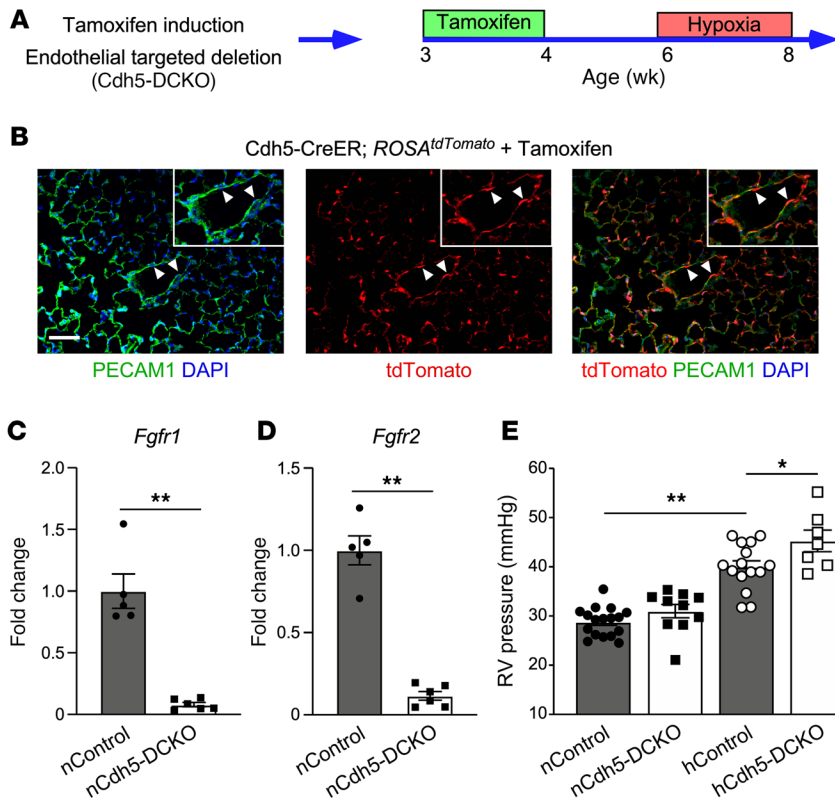 A
Tamoxifen induction
Endothelial targeted deletion
(Cdh5-DCKO)
Tamoxifen
Hypoxia
3
4
6
8
Age (wk)
B
Cdh5-CreER; ROSAtdTomato + Tamoxifen
PECAM1 DAPI
tdTomato
tdTomato PECAM1 DAPI
C
Fgfr1
Fold change
2.0
1.5
1.0
0.5
0
**
nControl
nCdh5-DCKO
D
Fgfr2
Fold change
1.5
1.0
0.5
0
**
nControl
nCdh5-DCKO
E
RV pressure (mmHg)
60
50
40
30
20
10
**
*
nControl
nCdh5-DCKO
hControl
hCdh5-DCKO